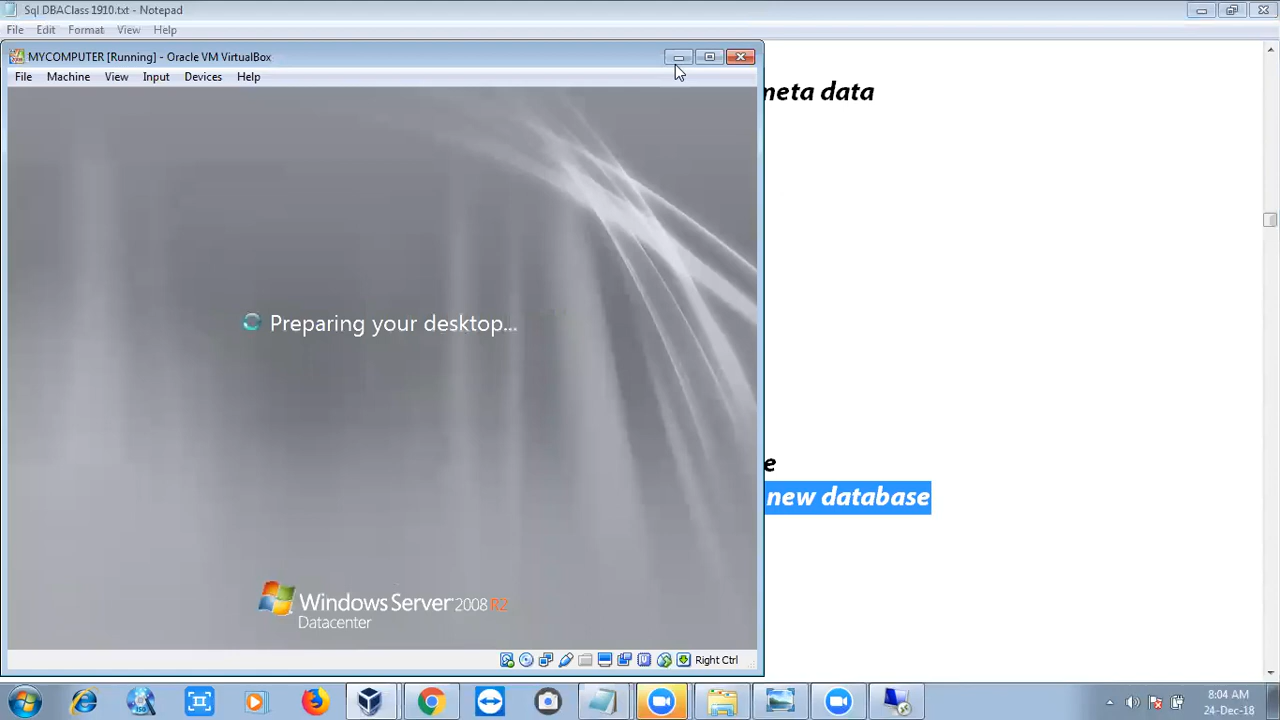 Sql DBAClass 1910.txt - Notepad
File Edit Format View Help
MYCOMPUTER [Running] - Oracle VM VirtualBox
File Machine View Input Devices Help
meta data
Preparing your desktop...
e
new database
Windows Server 2008 R2
Datacenter
Right Ctrl
8:04 AM
24-Dec-18